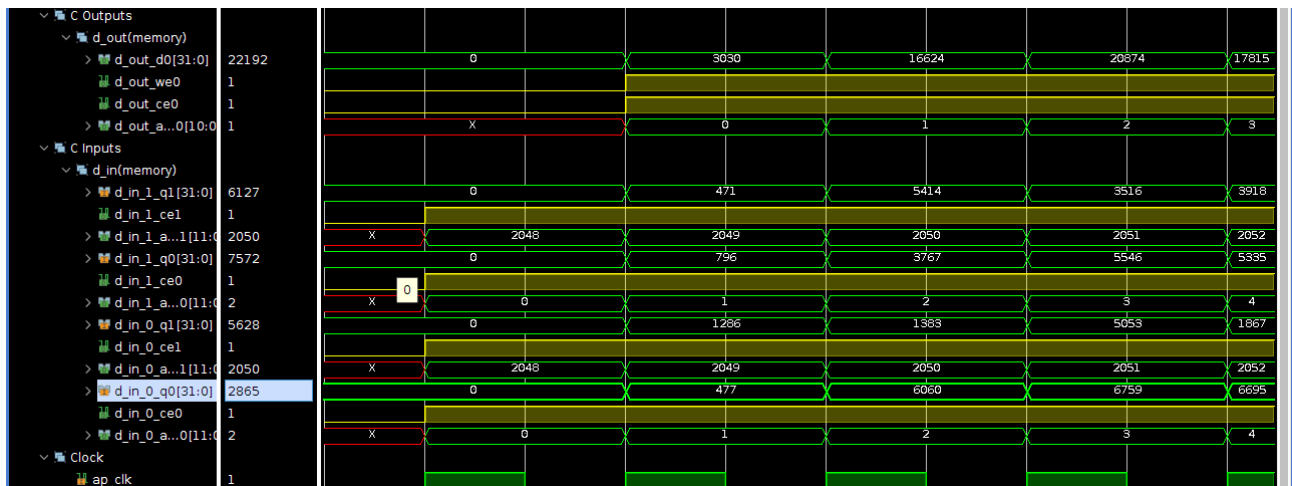 C Outputs
d_out(memory)
d_out_d0[31:0] 22192 0 3030 16624 20874 17815
d_out_we0 1
d_out_ce0 1
d_out_a...0[10:0 1 X 0 1 2 3
C Inputs
d_in(memory)
d_in_1_q1[31:0] 6127 0 471 5414 3516 3918
d_in_1_ce1 1
d_in_1_a...1[11:0 2050 X 2048 2049 2050 2051 2052
d_in_1_q0[31:0] 7572 0 796 3767 5546 5335
d_in_1_ce0 1 0
d_in_1_a...0[11:0 2 X 0 1 2 3 4
d_in_0_q1[31:0] 5628 0 1286 1383 5053 1867
d_in_0_ce1 1
d_in_0_a...1[11:0 2050 X 2048 2049 2050 2051 2052
d_in_0_q0[31:0] 2865 0 477 6060 6759 6695
d_in_0_ce0 1
d_in_0_a...0[11:0 2 X 0 1 2 3 4
Clock
ap_clk 1